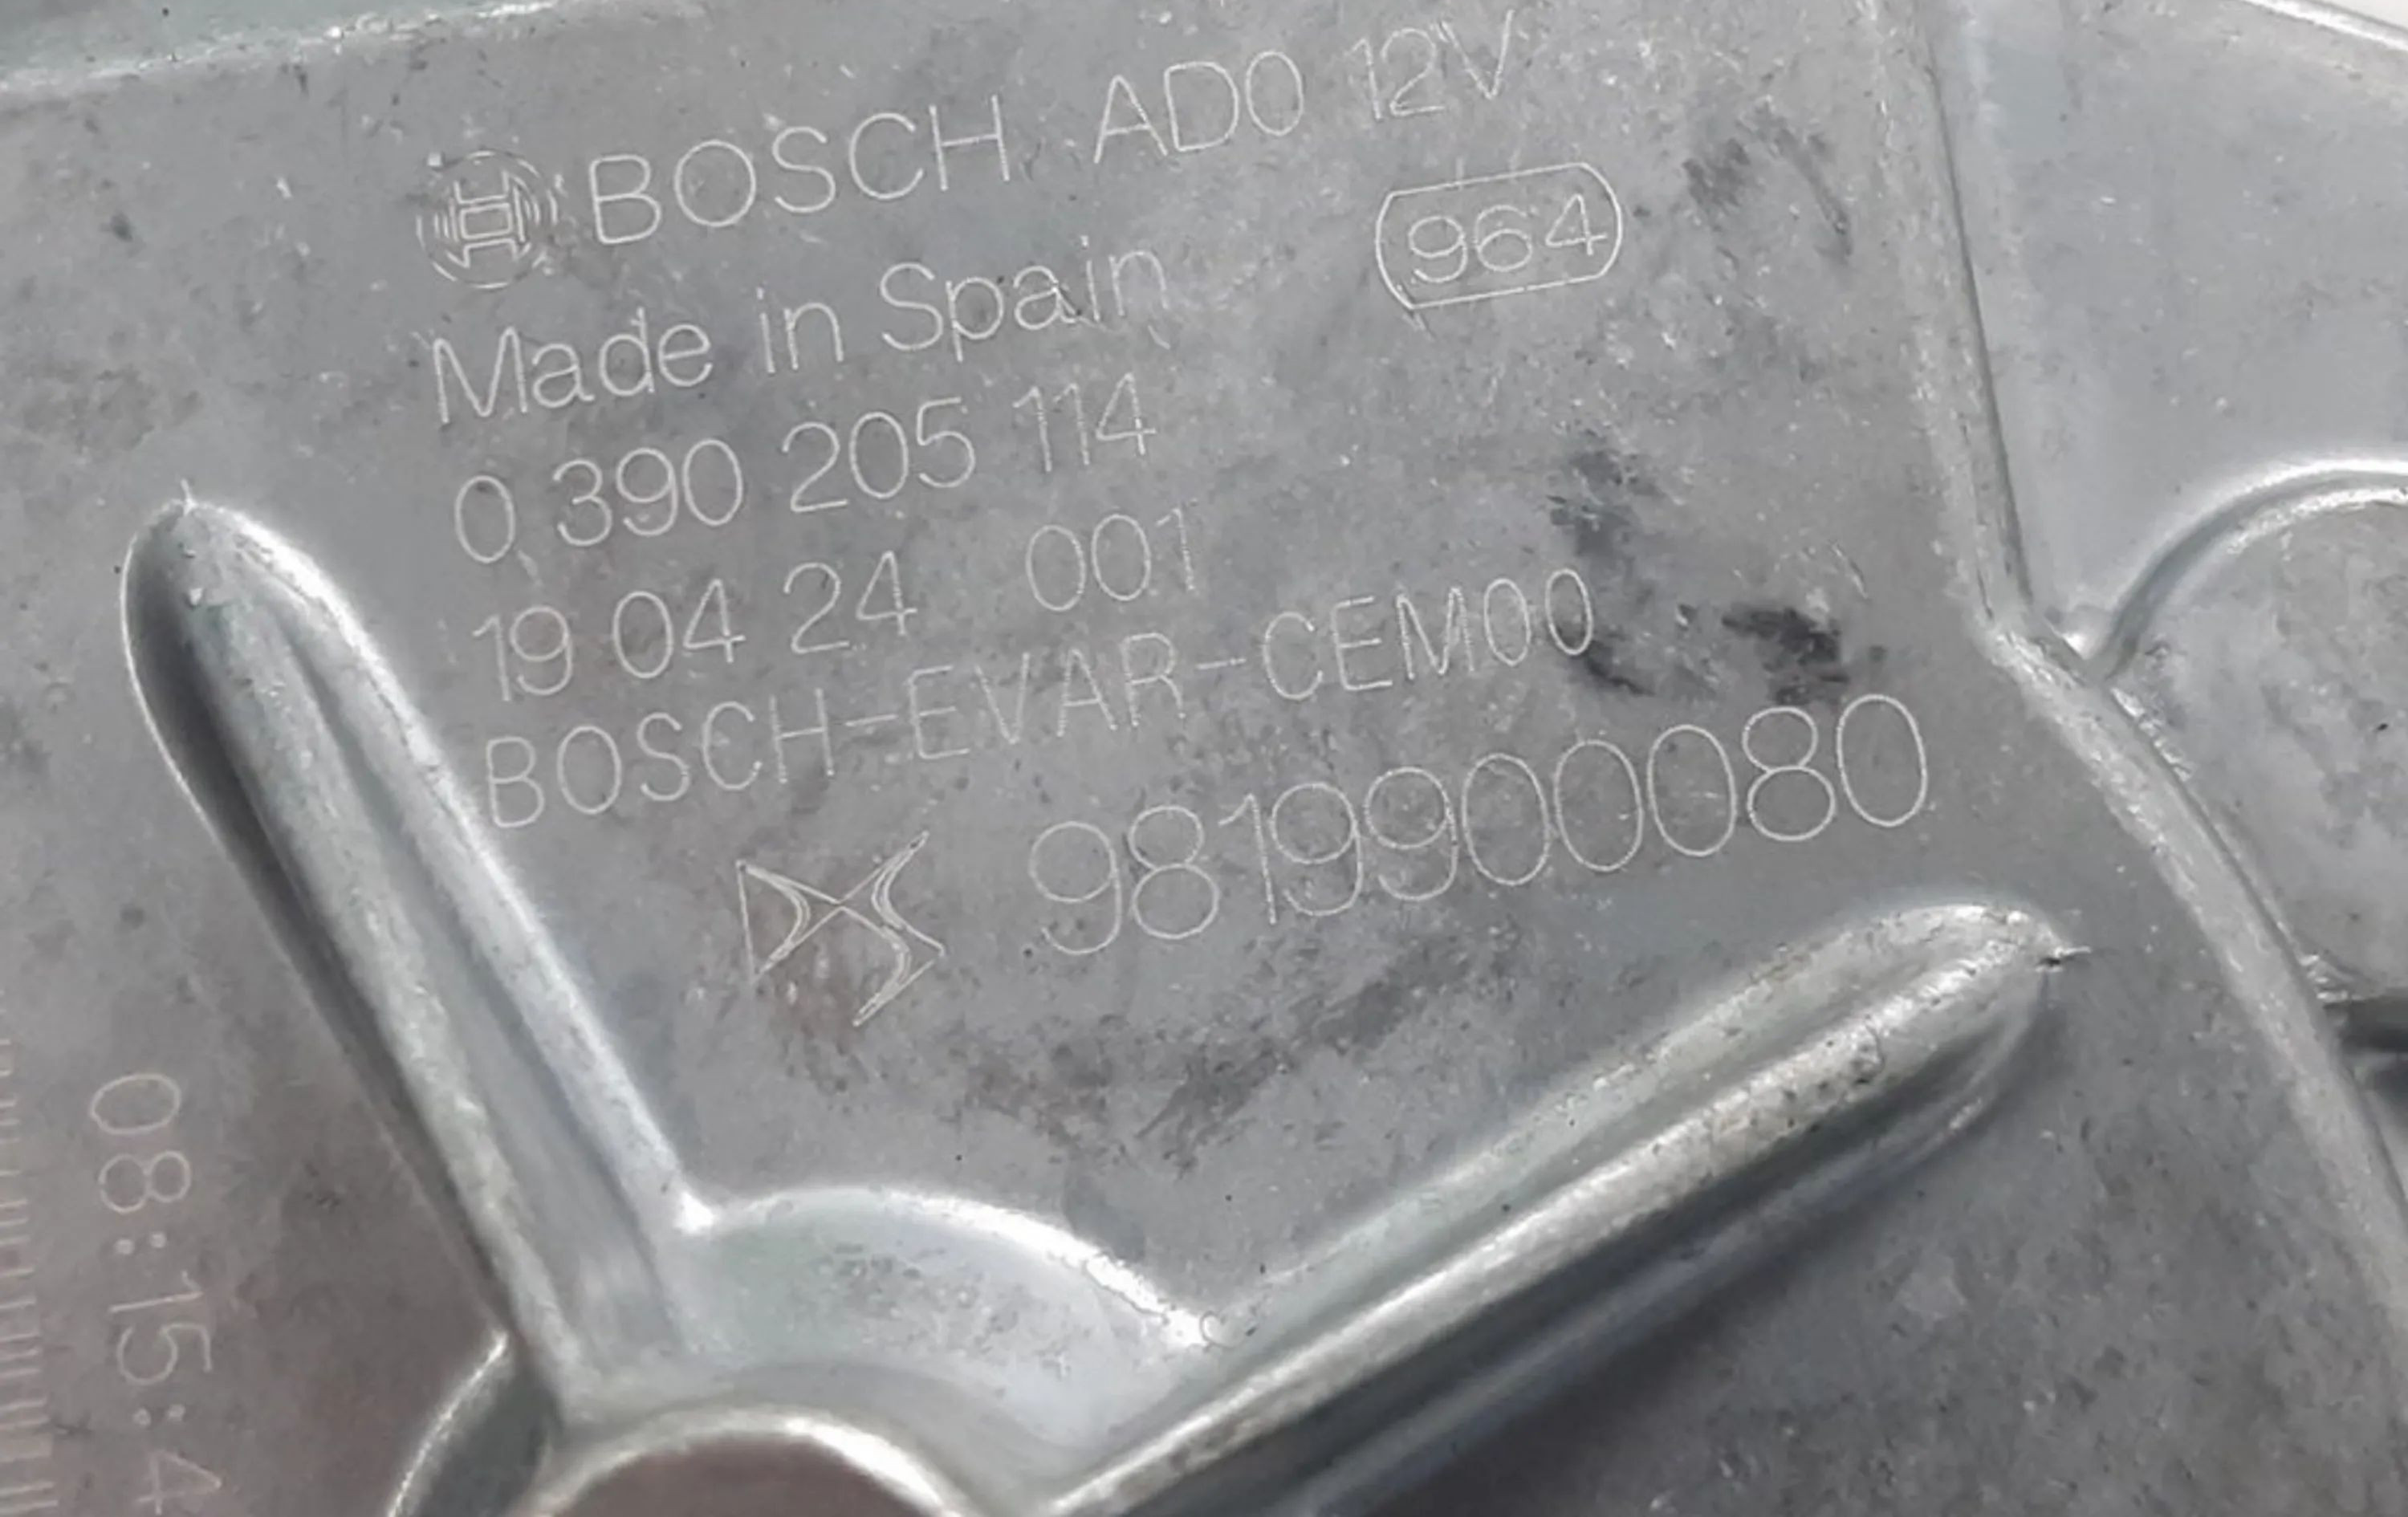 BOSCH AD0 12V
Made in Spain 964
0 390 205 114
19 04 24 001
BOSCH-EVAR-CEM00
DS 9819900080
08:15:4